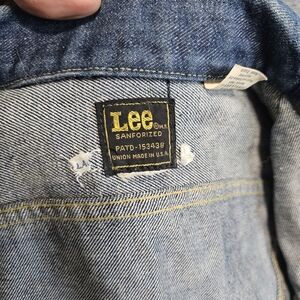 Lee ® M.R.
SANFORIZED
PATD-153438
UNION MADE IN U.S.A.